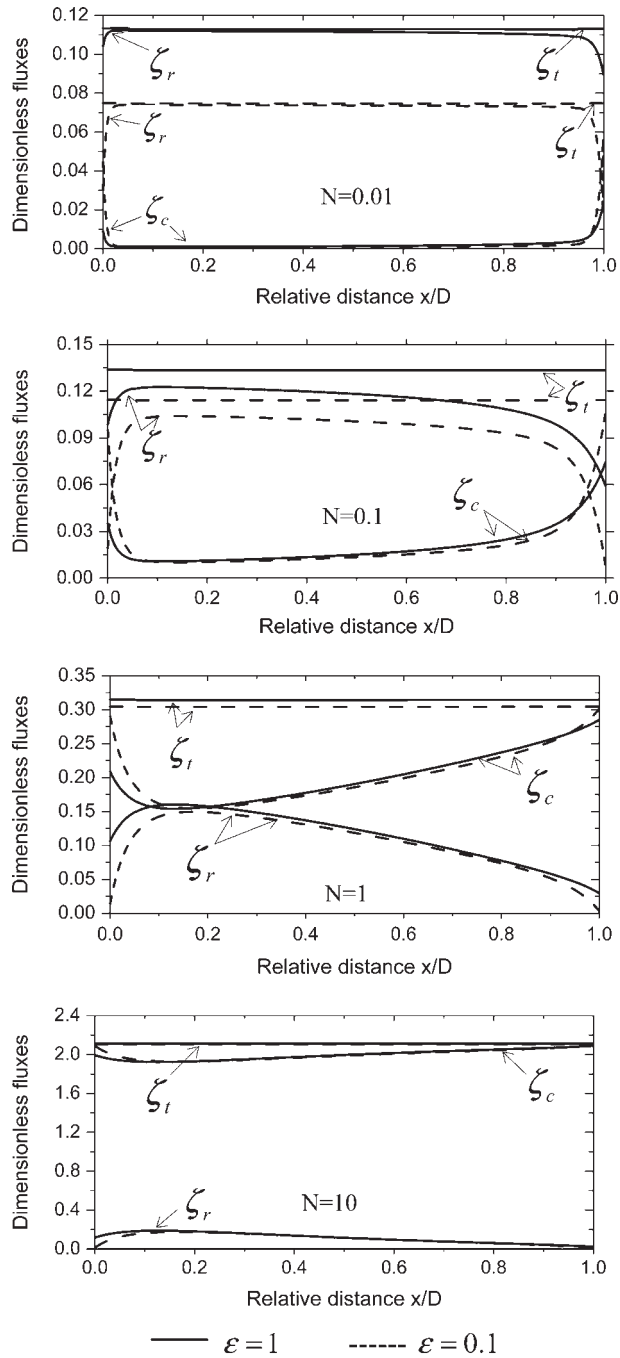 0.12
0.10
0.08
0.06
0.04
0.02
0.00
Dimensionless fluxes
ζr
ζt
ζr
ζt
ζc
N=0.01
0.0 0.2 0.4 0.6 0.8 1.0
Relative distance x/D
0.15
0.12
0.09
0.06
0.03
0.00
Dimensioless fluxes
ζt
ζr
ζc
N=0.1
0.0 0.2 0.4 0.6 0.8 1.0
Relative distance x/D
0.35
0.30
0.25
0.20
0.15
0.10
0.05
0.00
Dimensionless fluxes
ζt
ζc
ζr
N=1
0.0 0.2 0.4 0.6 0.8 1.0
Relative distance x/D
2.4
2.0
1.6
1.2
0.8
0.4
0.0
Dimensionless fluxes
ζt
ζc
ζr
N=10
0.0 0.2 0.4 0.6 0.8 1.0
Relative distance x/D
ε=1 ε=0.1